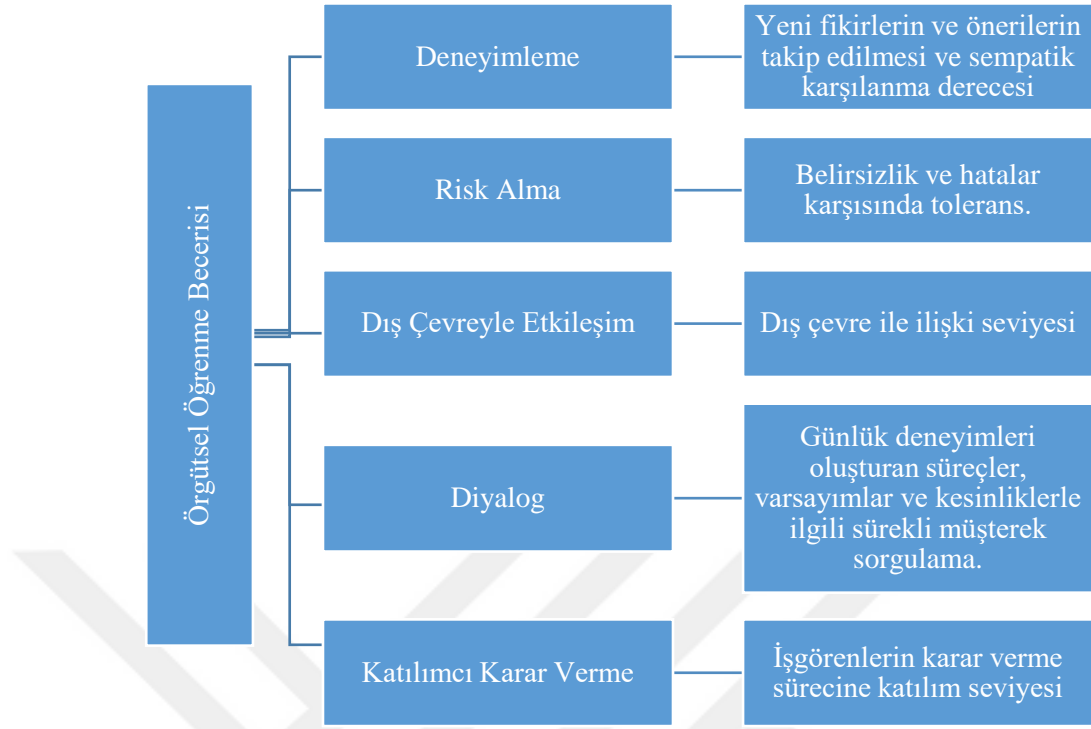 Örgütsel Öğrenme Becerisi
Deneyimleme
Yeni fikirlerin ve önerilerin
takip edilmesi ve sempatik
karşılanma derecesi
Risk Alma
Belirsizlik ve hatalar
karşısında tolerans.
Dış Çevreyle Etkileşim
Dış çevre ile ilişki seviyesi
Diyalog
Günlük deneyimleri
oluşturan süreçler,
varsayımlar ve kesinliklerle
ilgili sürekli müşterek
sorgulama.
Katılımcı Karar Verme
İşgörenlerin karar verme
sürecine katılım seviyesi